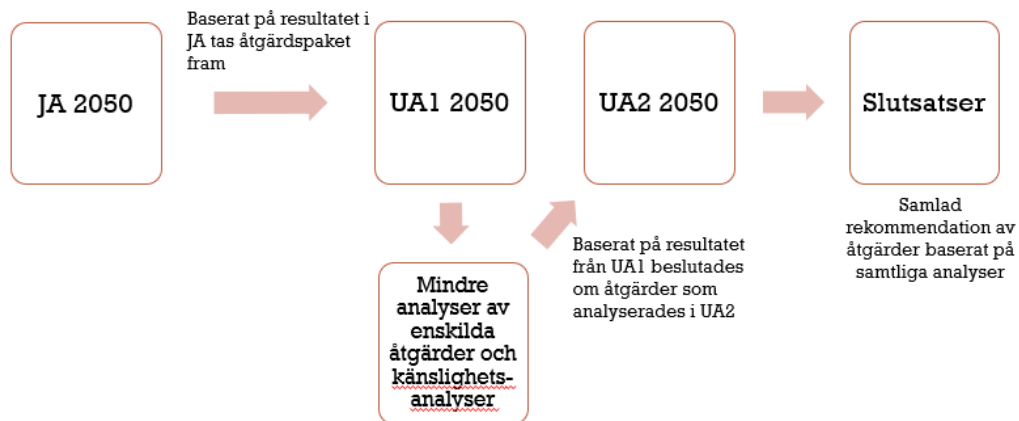 JA 2050
Baserat på resultatet i
JA tas åtgärdspaket
fram
UA1 2050
Mindre
analyser av
enskilda
åtgärder och
känslighets-
analyser
Baserat på resultatet
från UA1 beslutades
om åtgärder som
analyserades i UA2
UA2 2050
Slutsatser
Samlad
rekommendation av
åtgärder baserat på
samtliga analyser